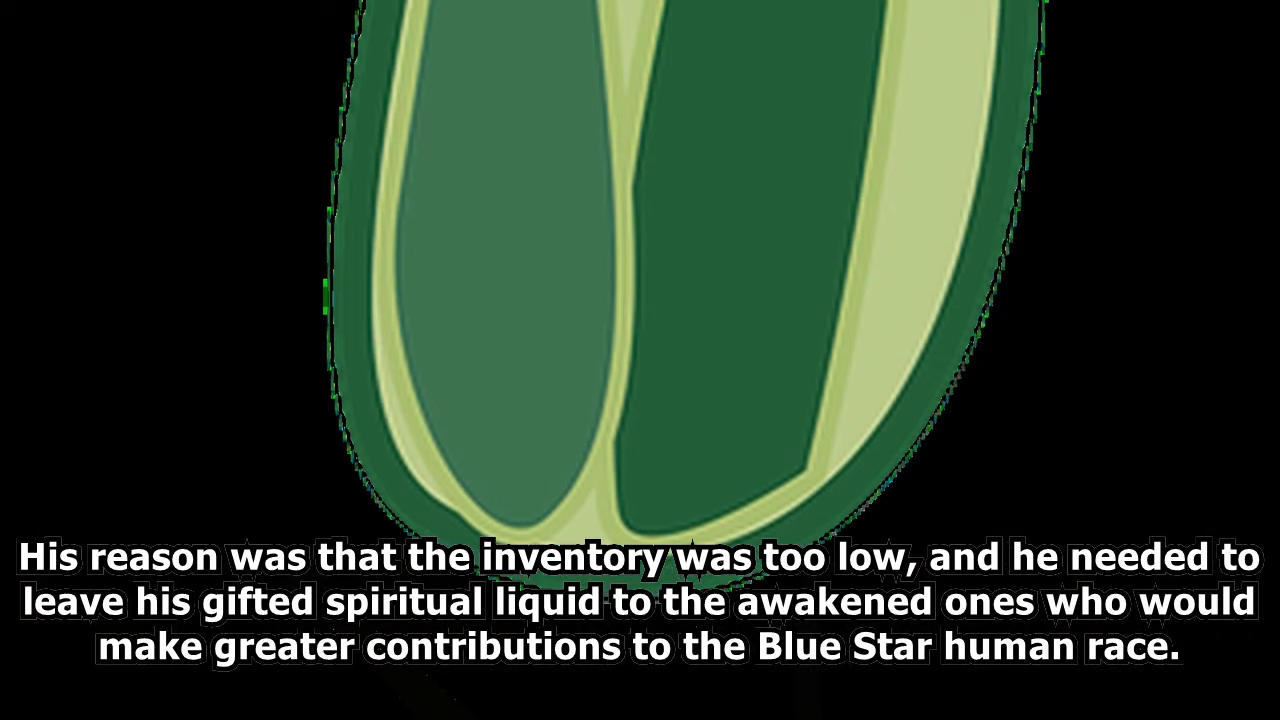 His reason was that the inventory was too low, and he needed to
leave his gifted spiritual liquid to the awakened ones who would
make greater contributions to the Blue Star human race.